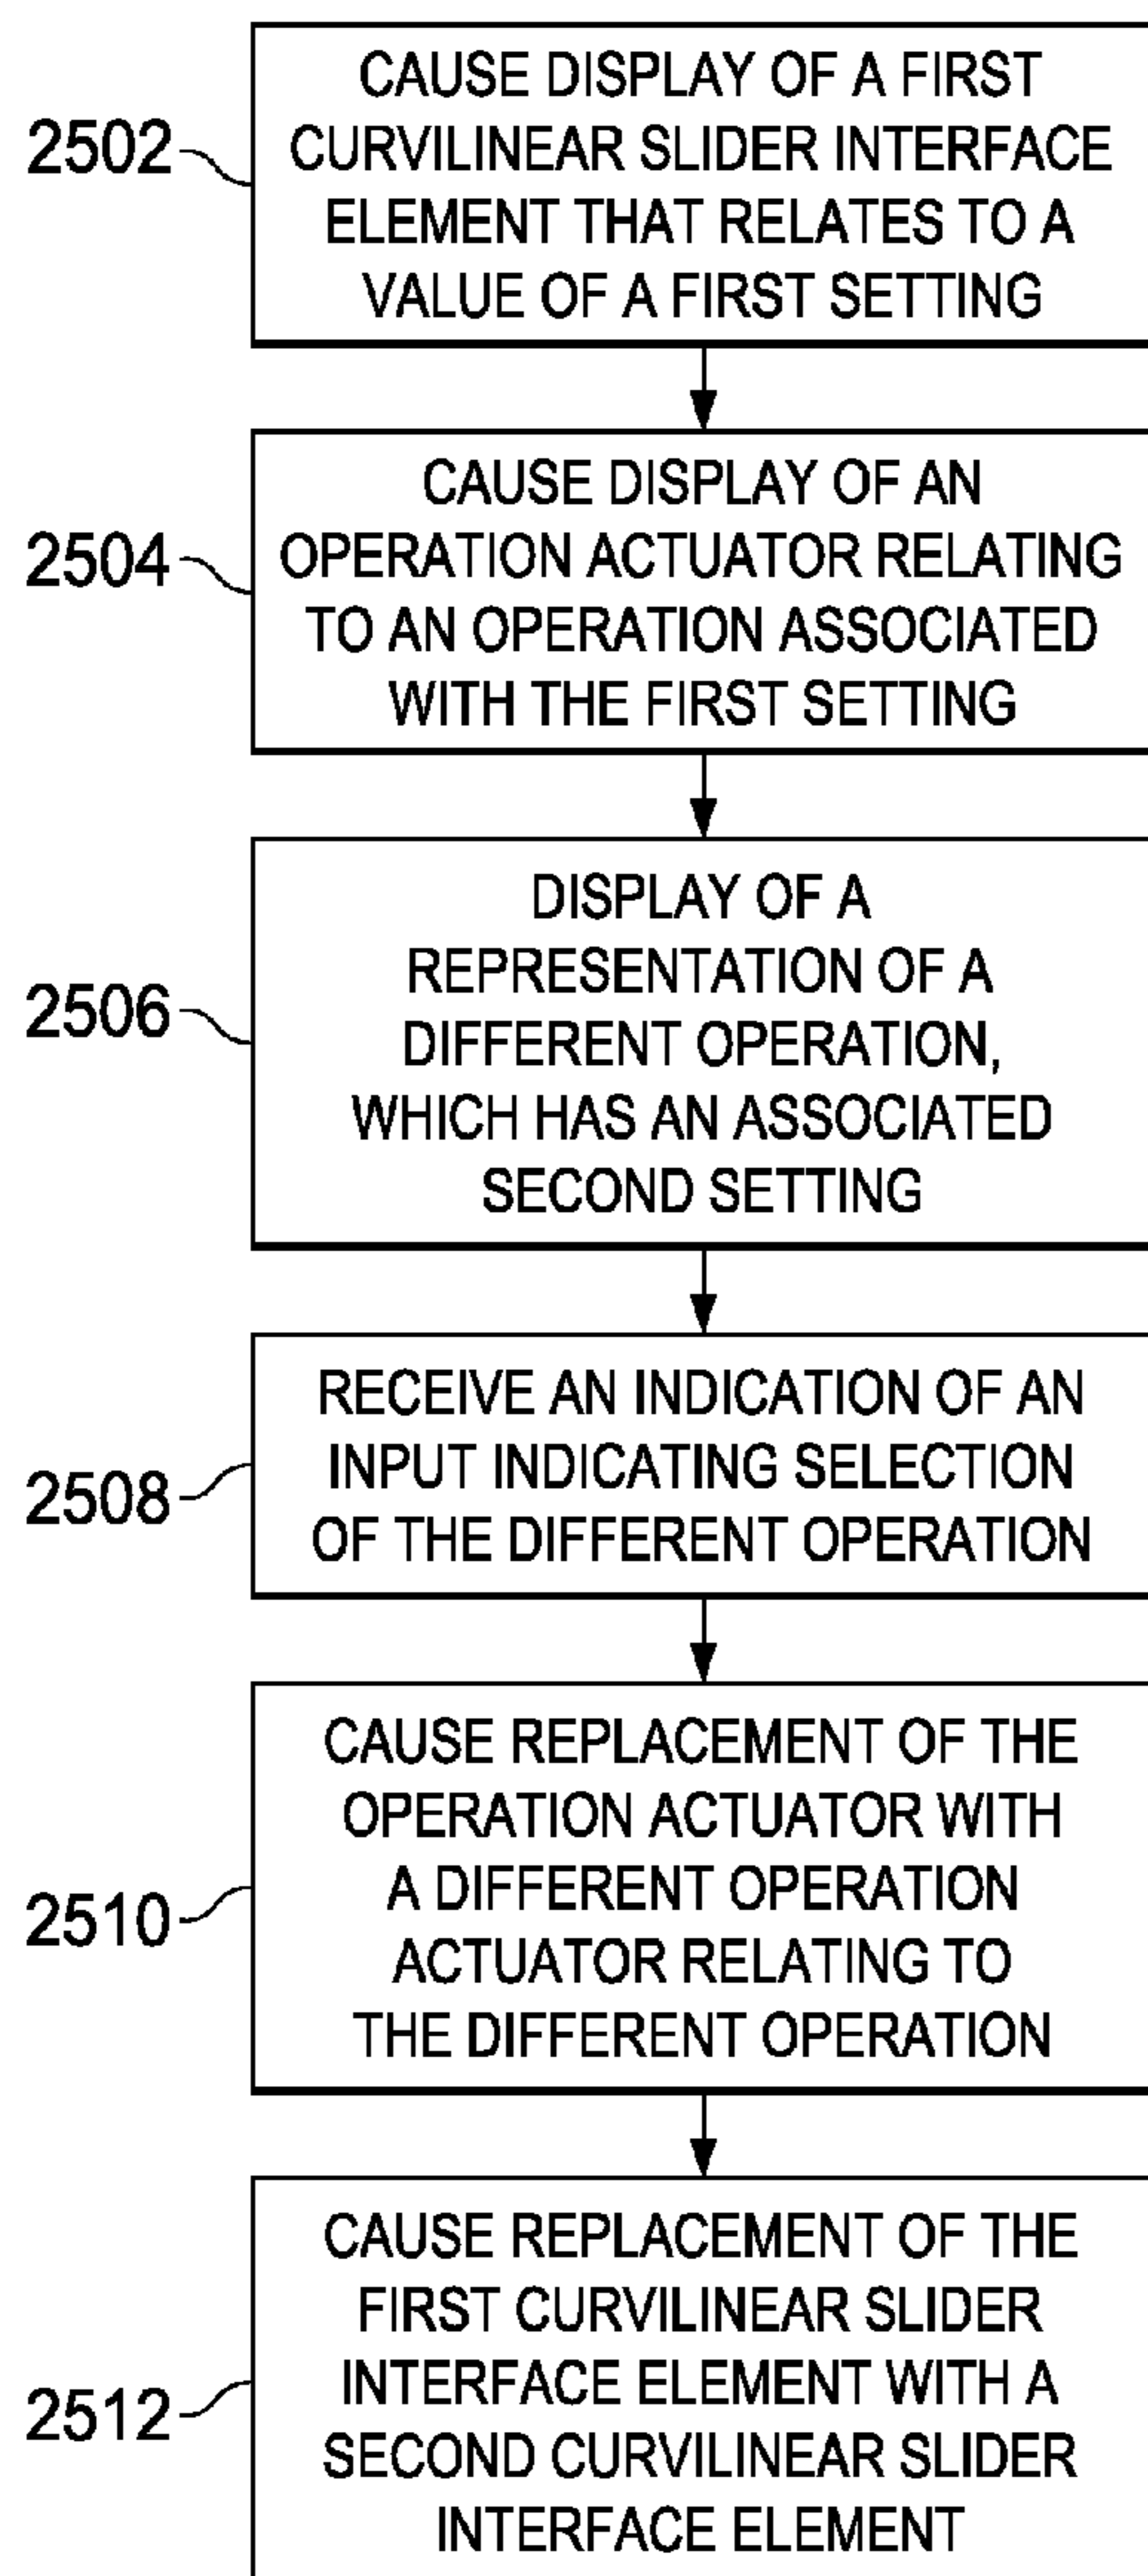 2502
CAUSE DISPLAY OF A FIRST
CURVILINEAR SLIDER INTERFACE
ELEMENT THAT RELATES TO A
VALUE OF A FIRST SETTING
2504
CAUSE DISPLAY OF AN
OPERATION ACTUATOR RELATING
TO AN OPERATION ASSOCIATED
WITH THE FIRST SETTING
2506
DISPLAY OF A
REPRESENTATION OF A
DIFFERENT OPERATION,
WHICH HAS AN ASSOCIATED
SECOND SETTING
2508
RECEIVE AN INDICATION OF AN
INPUT INDICATING SELECTION
OF THE DIFFERENT OPERATION
2510
CAUSE REPLACEMENT OF THE
OPERATION ACTUATOR WITH
A DIFFERENT OPERATION
ACTUATOR RELATING TO
THE DIFFERENT OPERATION
2512
CAUSE REPLACEMENT OF THE
FIRST CURVILINEAR SLIDER
INTERFACE ELEMENT WITH A
SECOND CURVILINEAR SLIDER
INTERFACE ELEMENT